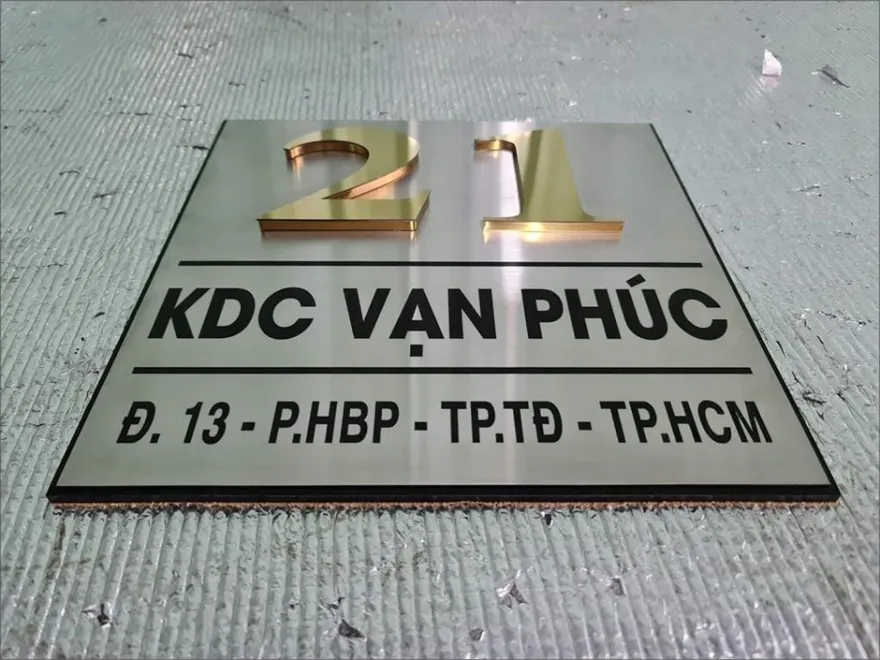 21
KDC VẠN PHÚC
Đ. 13 - P.HBP - TP.TĐ - TP.HCM